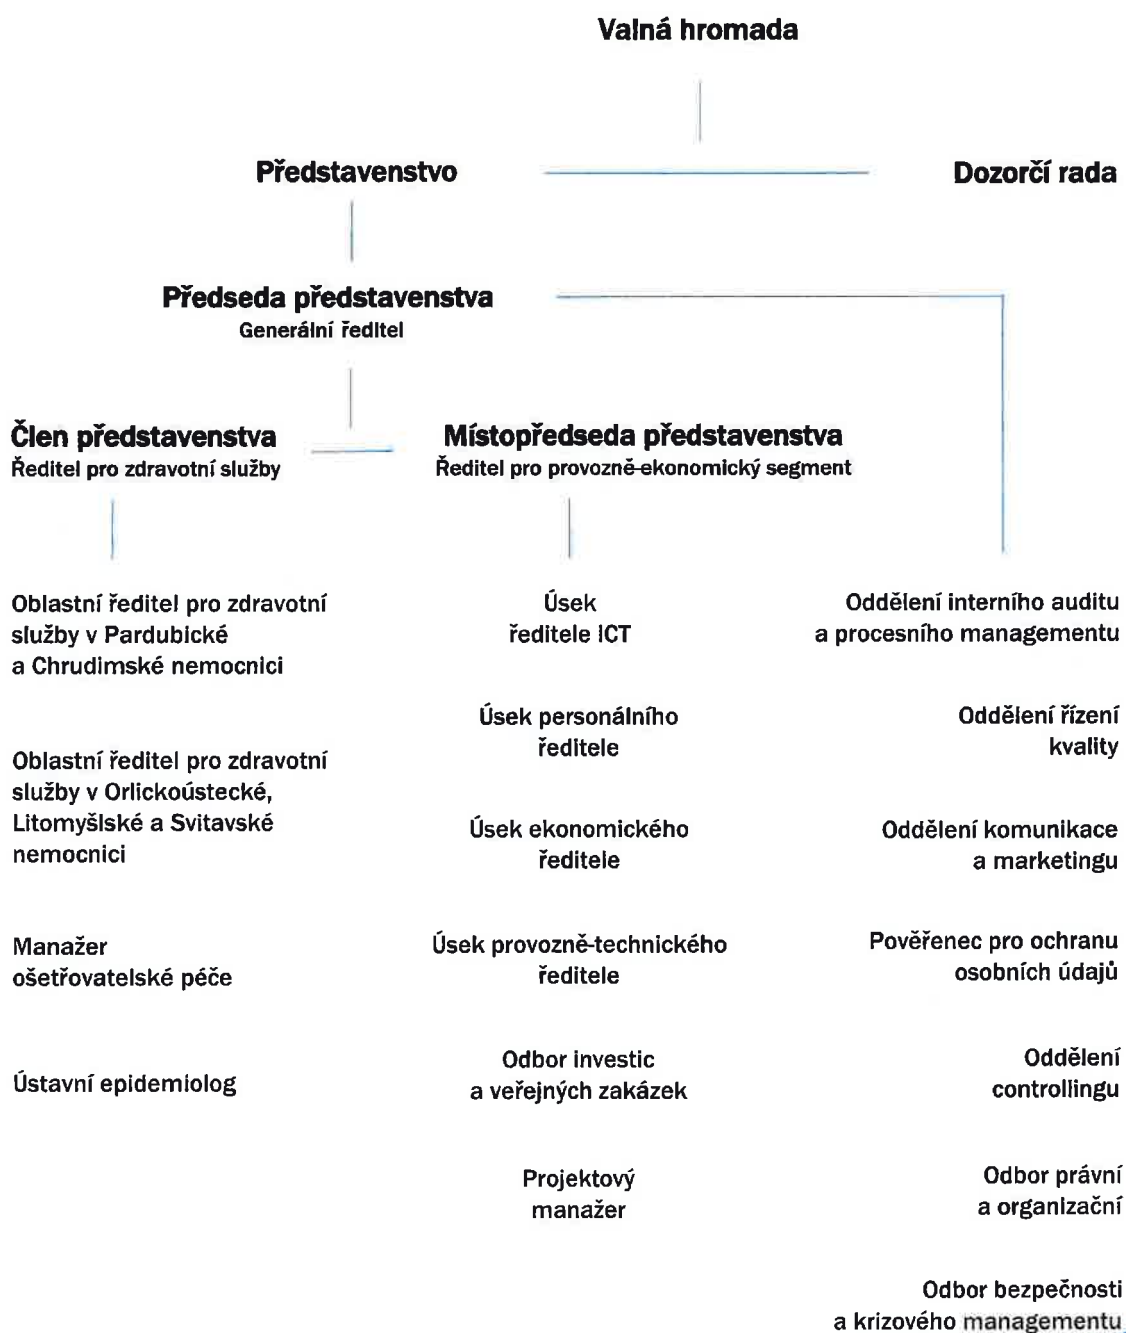 Valná hromada
Představenstvo
Dozorčí rada
Předseda představenstva
Generální ředitel
Člen představenstva
Ředitel pro zdravotní služby
Místopředseda představenstva
Ředitel pro provozně-ekonomický segment
Oblastní ředitel pro zdravotní
služby v Pardubické
a Chrudimské nemocnici
Oblastní ředitel pro zdravotní
služby v Orlickoústecké,
Litomyšlské a Svitavské
nemocnici
Manažer
ošetřovatelské péče
Ústavní epidemiolog
Úsek
ředitele ICT
Úsek personálního
ředitele
Úsek ekonomického
ředitele
Úsek provozně-technického
ředitele
Odbor investic
a veřejných zakázek
Projektový
manažer
Oddělení interního auditu
a procesního managementu
Oddělení řízení
kvality
Oddělení komunikace
a marketingu
Pověřenec pro ochranu
osobních údajů
Oddělení
controllingu
Odbor právní
a organizační
Odbor bezpečnosti
a krizového managementu